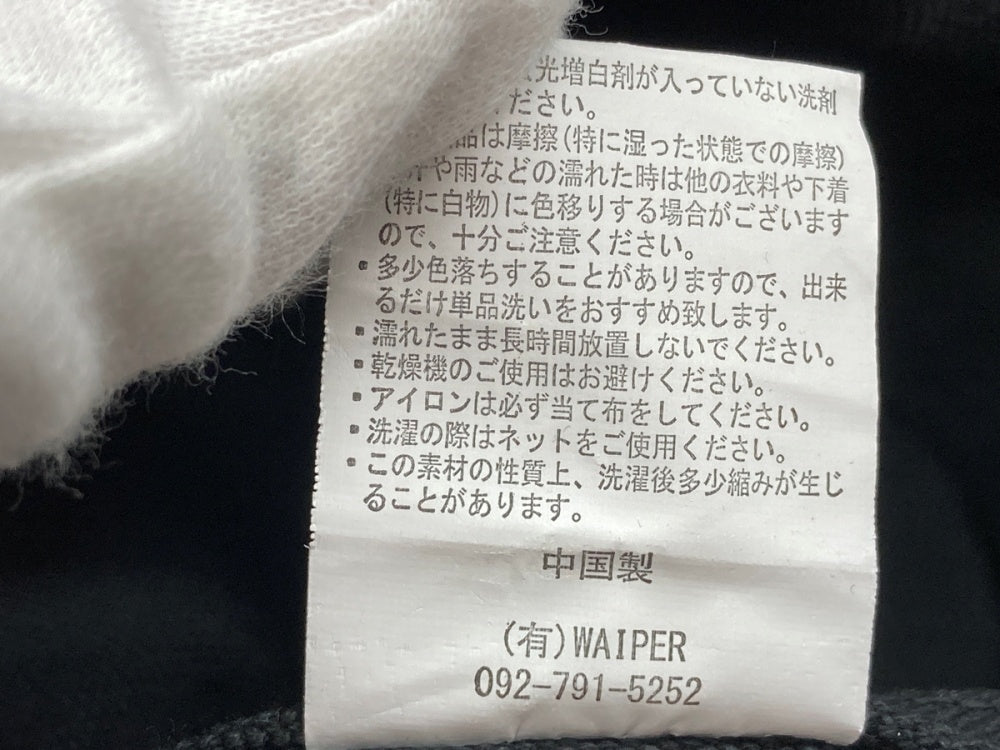 光増白剤が入っていない洗剤
ださい。
品は摩擦(特に湿った状態での摩擦)
や雨などの濡れた時は他の衣料や下着
(特に白物)に色移りする場合がございます
ので、十分ご注意ください。
・多少色落ちすることがありますので、出来
るだけ単品洗いをおすすめ致します。
・濡れたまま長時間放置しないでください。
・乾燥機のご使用はお避けください。
・アイロンは必ず当て布をしてください。
・洗濯の際はネットをご使用ください。
・この素材の性質上、洗濯後多少縮みが生じ
ることがあります。
中国製
(有)WAIPER
092-791-5252